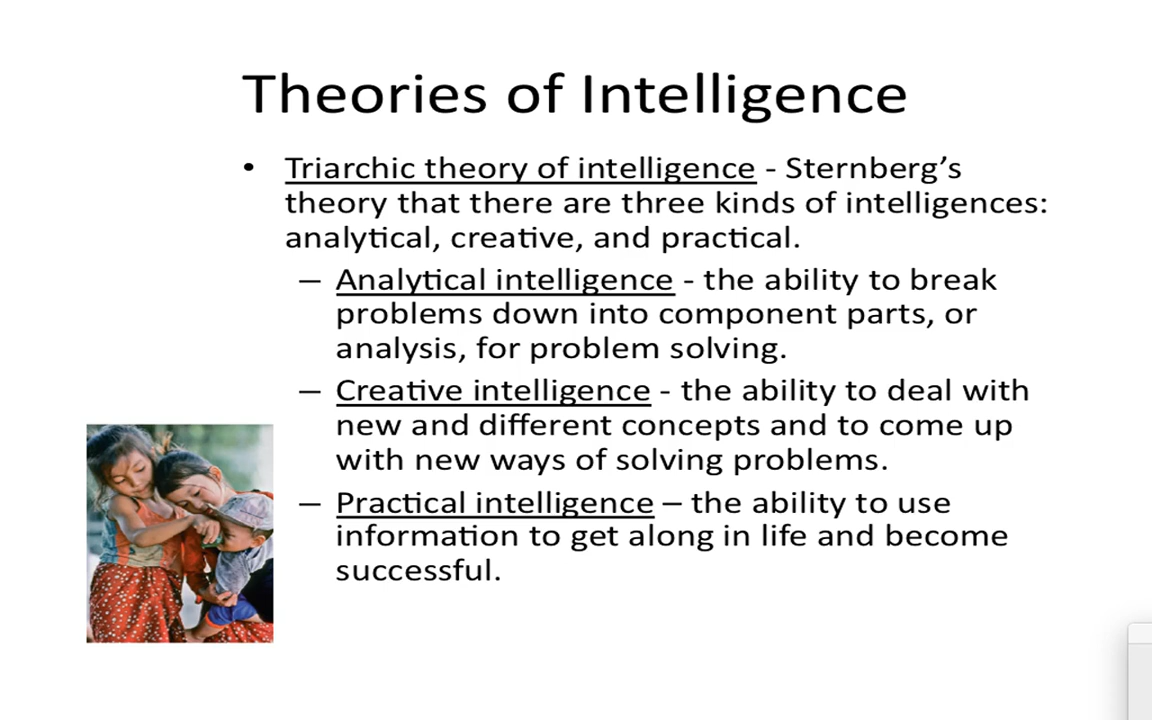 Theories of Intelligence
• Triarchic theory of intelligence - Sternberg’s
theory that there are three kinds of intelligences:
analytical, creative, and practical.
– Analytical intelligence - the ability to break
problems down into component parts, or
analysis, for problem solving.
– Creative intelligence - the ability to deal with
new and different concepts and to come up
with new ways of solving problems.
– Practical intelligence – the ability to use
information to get along in life and become
successful.